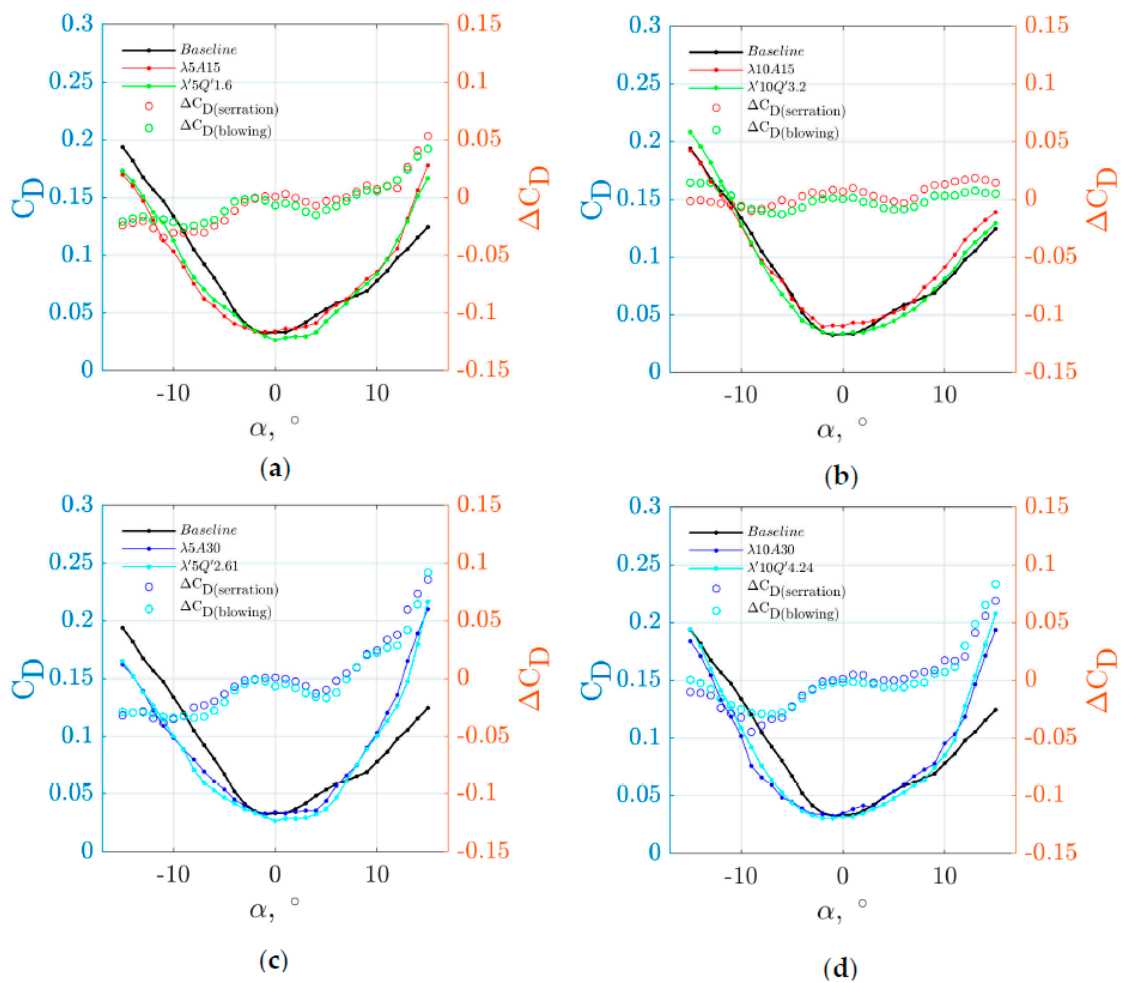 0.3
0.25
0.2
0.15
0.1
0.05
0
C_D
Baseline
λ5A15
λ'5Q'1.6
ΔC_D(serration)
ΔC_D(blowing)
0.15
0.1
0.05
0
-0.05
-0.1
-0.15
ΔC_D
-10 0 10
α, °
(a)
0.3
0.25
0.2
0.15
0.1
0.05
0
C_D
Baseline
λ10A15
λ'10Q'3.2
ΔC_D(serration)
ΔC_D(blowing)
0.15
0.1
0.05
0
-0.05
-0.1
-0.15
ΔC_D
-10 0 10
α, °
(b)
0.3
0.25
0.2
0.15
0.1
0.05
0
C_D
Baseline
λ5A30
λ'5Q'2.61
ΔC_D(serration)
ΔC_D(blowing)
0.15
0.1
0.05
0
-0.05
-0.1
-0.15
ΔC_D
-10 0 10
α, °
(c)
0.3
0.25
0.2
0.15
0.1
0.05
0
C_D
Baseline
λ10A30
λ'10Q'4.24
ΔC_D(serration)
ΔC_D(blowing)
0.15
0.1
0.05
0
-0.05
-0.1
-0.15
ΔC_D
-10 0 10
α, °
(d)